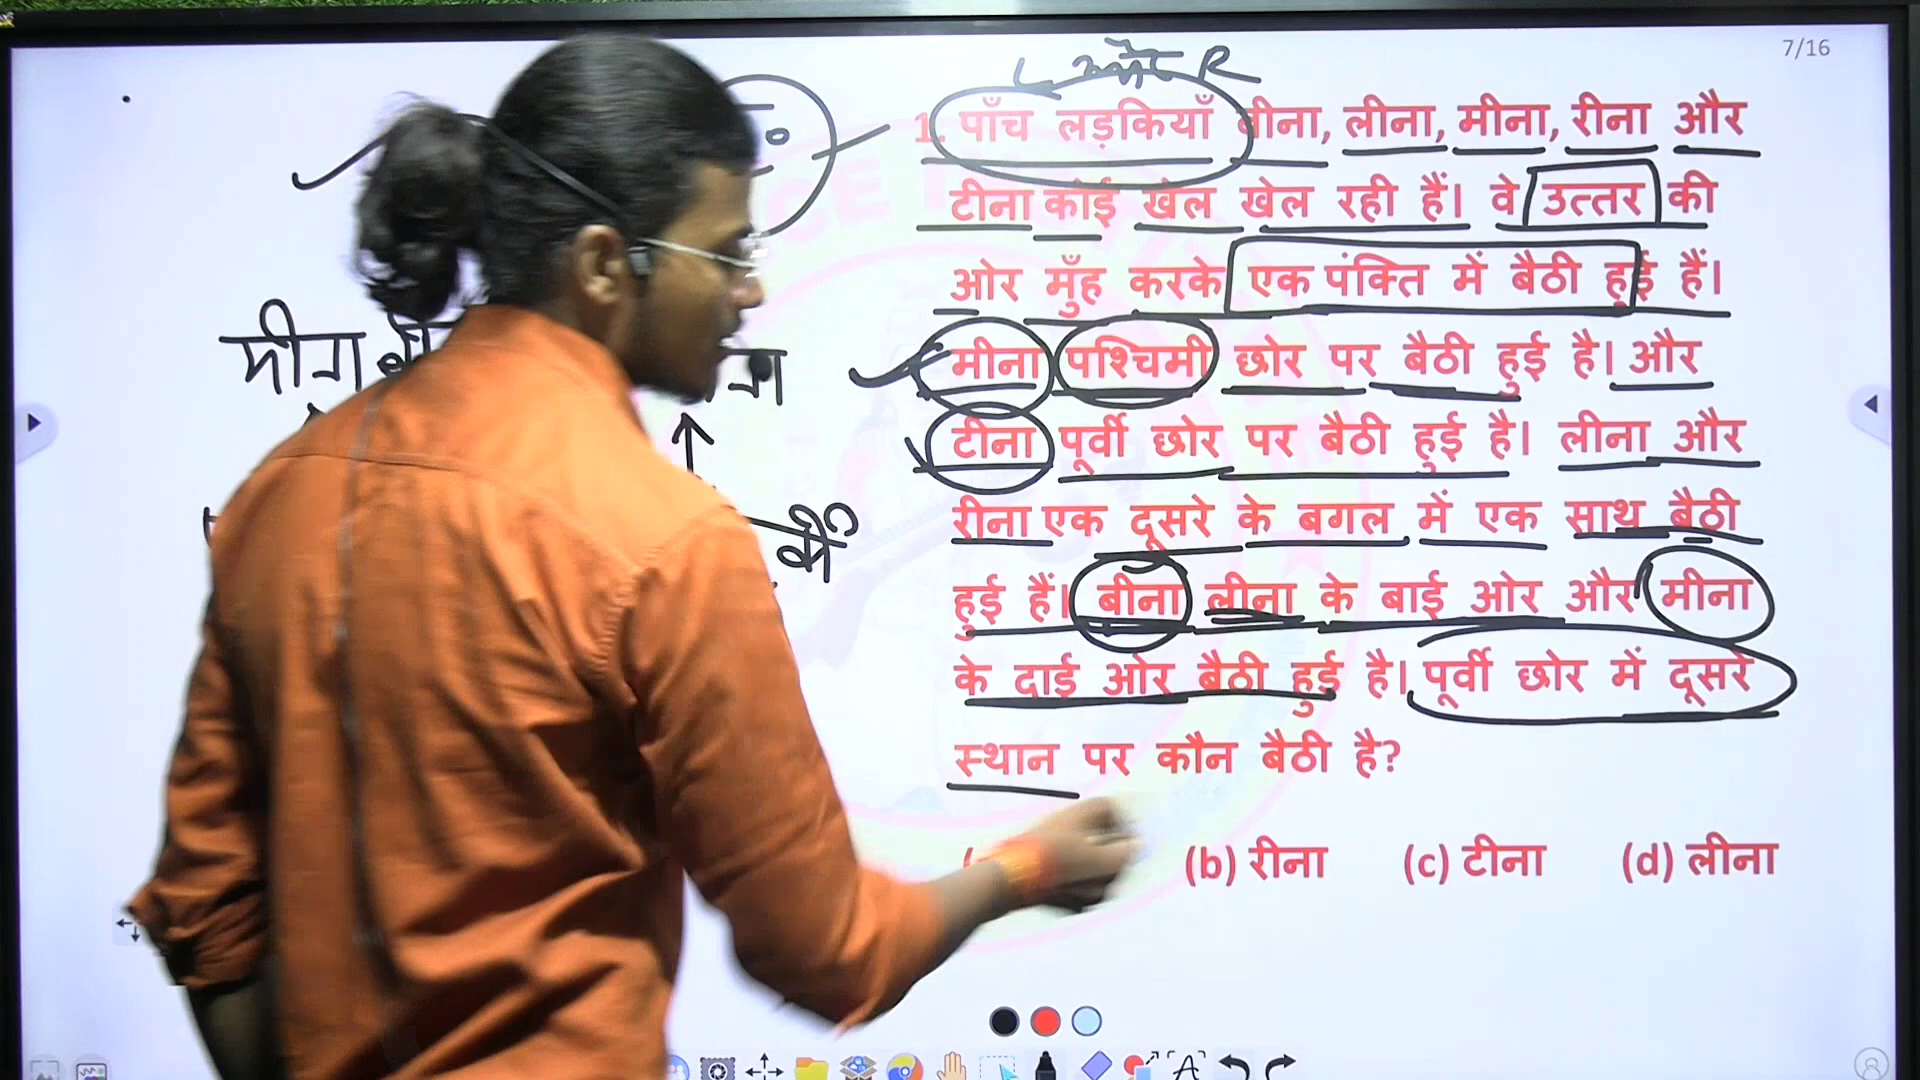 7/16
L R
1. पाँच लड़कियाँ बीना, लीना, मीना, रीना और
टीना कोई खेल खेल रही हैं। वे उत्तर की
ओर मुँह करके एक पंक्ति में बैठी हुई हैं।
मीना पश्चिमी छोर पर बैठी हुई है। और
टीना पूर्वी छोर पर बैठी हुई है। लीना और
रीना एक दूसरे के बगल में एक साथ बैठी
हुई हैं। बीना लीना के बाई ओर और मीना
के दाई ओर बैठी हुई है। पूर्वी छोर में दूसरे
स्थान पर कौन बैठी है?
(b) रीना (c) टीना (d) लीना